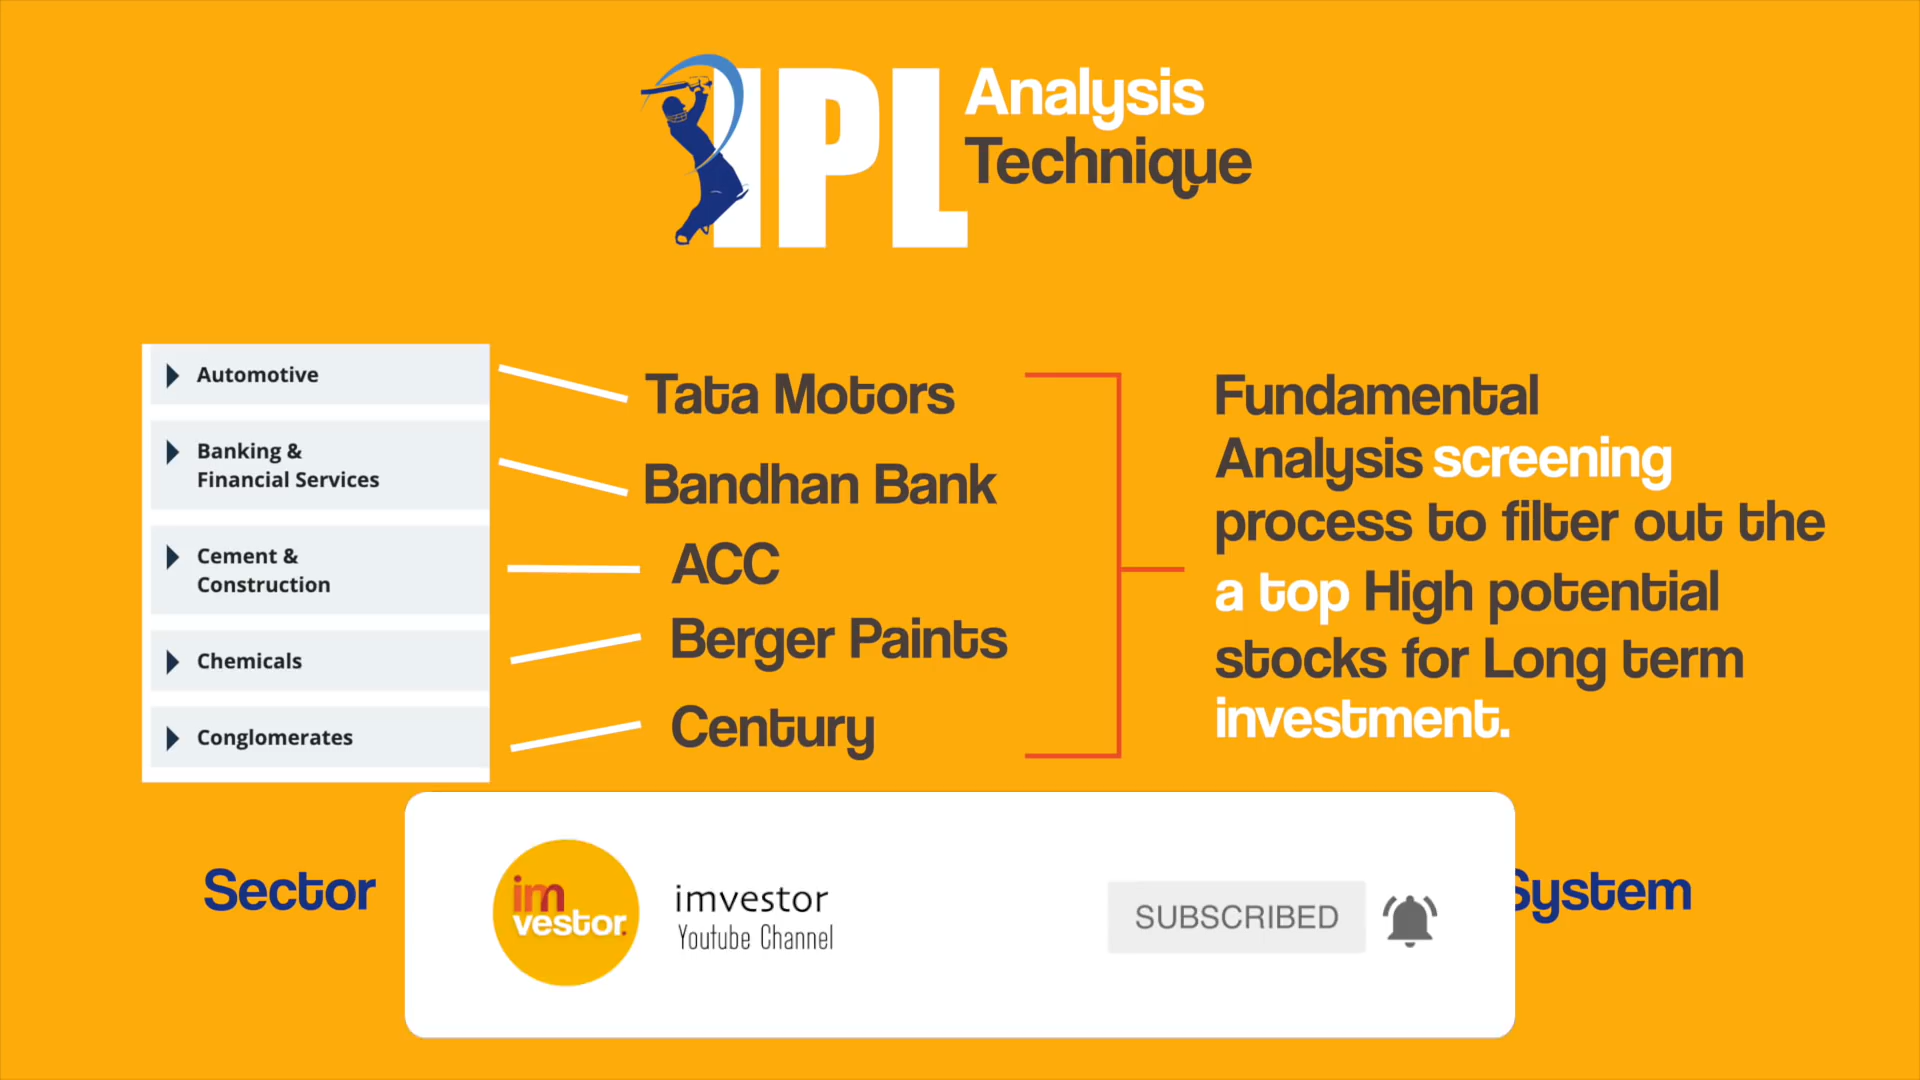 IPL
Analysis
Technique
Automotive
Banking &
Financial Services
Cement &
Construction
Chemicals
Conglomerates
Tata Motors
Bandhan Bank
ACC
Berger Paints
Century
Fundamental
Analysis screening
process to filter out the
a top High potential
stocks for Long term
investment.
Sector
System
im
vestor.
imvestor
Youtube Channel
SUBSCRIBED